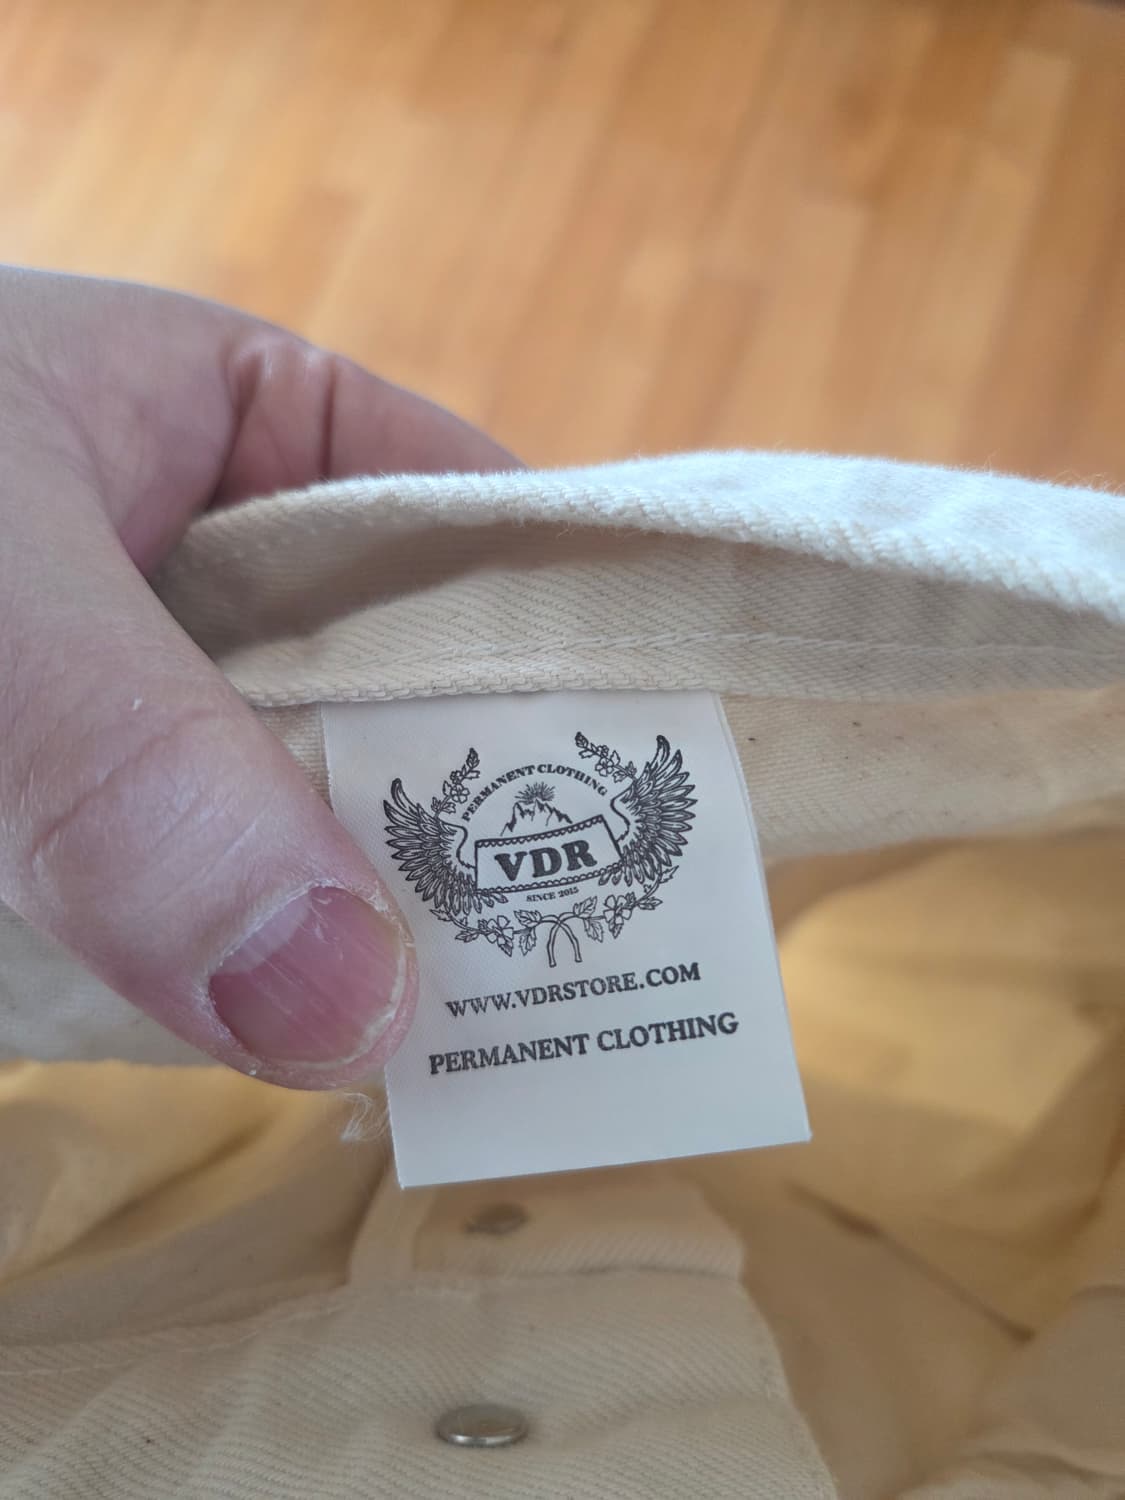 PERMANENT CLOTHING
VDR
SINCE 2015
WWW.VDRSTORE.COM
PERMANENT CLOTHING